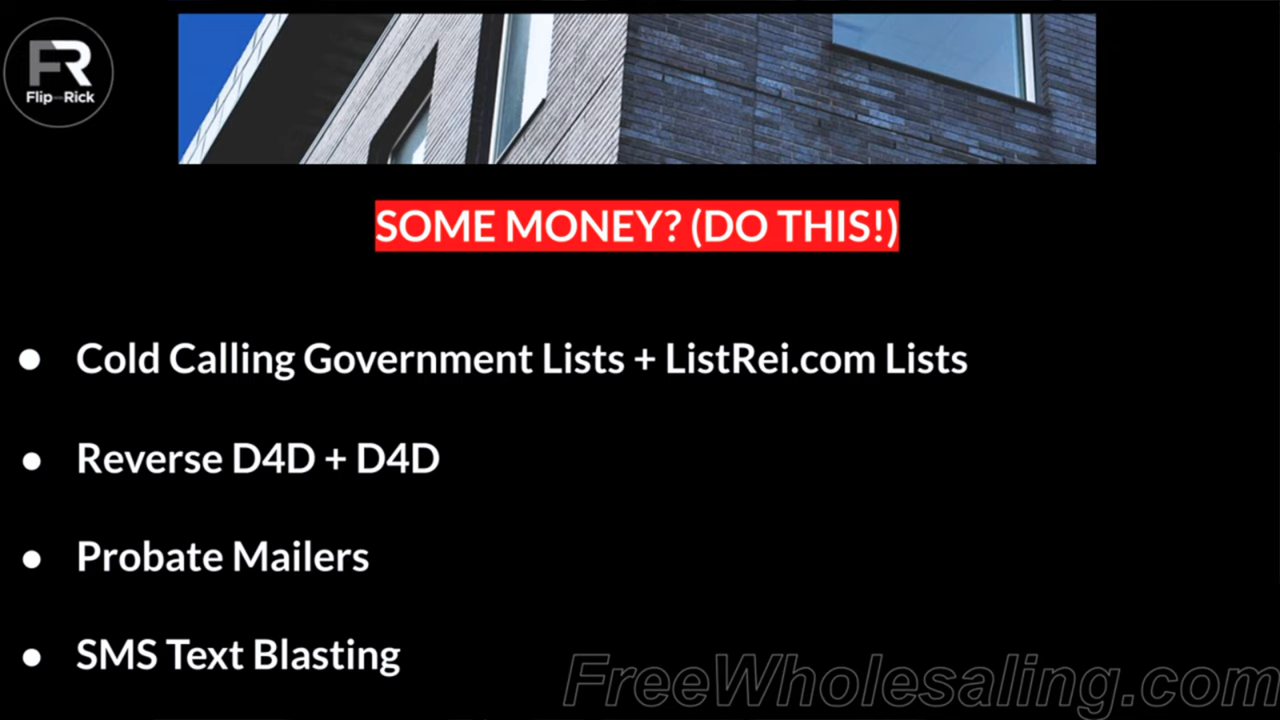 FR
Flip Rick
SOME MONEY? (DO THIS!)
● Cold Calling Government Lists + ListRei.com Lists
● Reverse D4D + D4D
● Probate Mailers
● SMS Text Blasting
FreeWholesaling.com